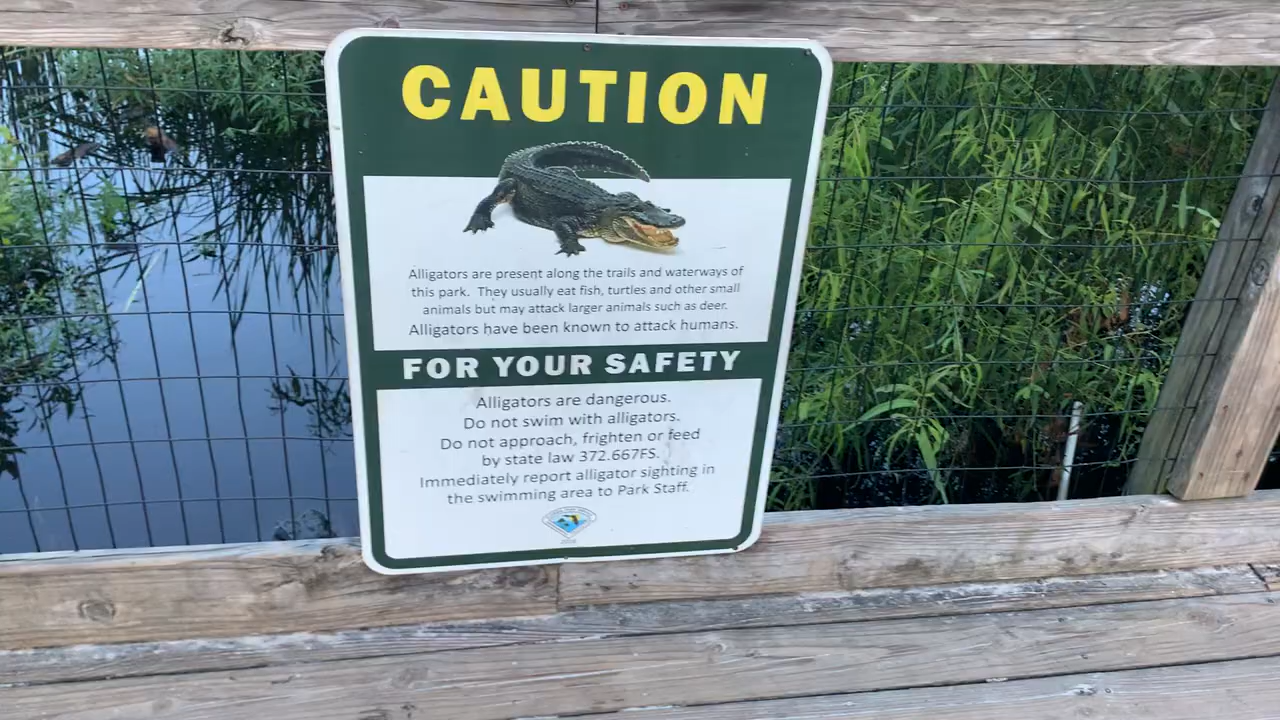 CAUTION
Alligators are present along the trails and waterways of
this park. They usually eat fish, turtles and other small
animals but may attack larger animals such as deer.
Alligators have been known to attack humans.
FOR YOUR SAFETY
Alligators are dangerous.
Do not swim with alligators.
Do not approach, frighten or feed
by state law 372.667FS.
Immediately report alligator sighting in
the swimming area to Park Staff.